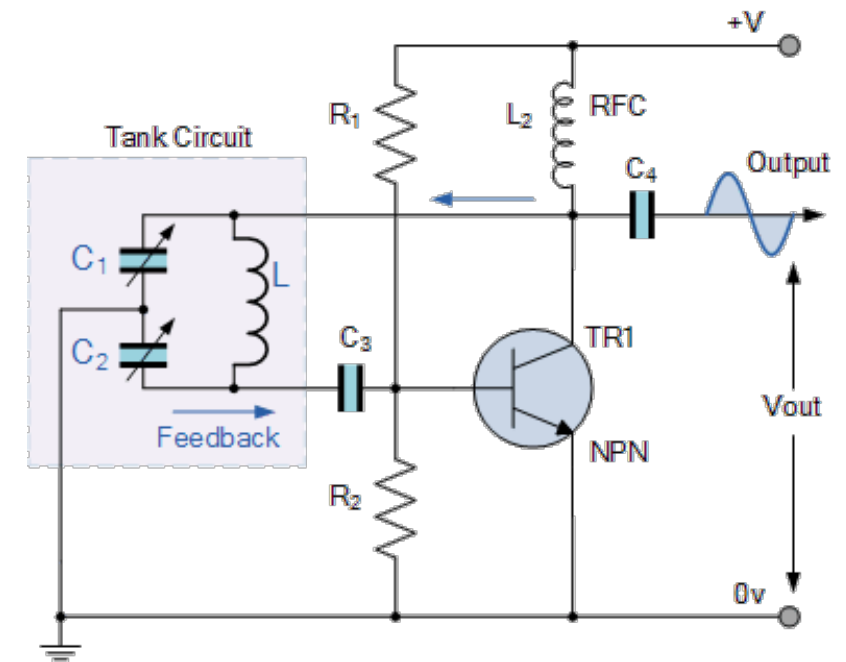 +V
R₁
L₂
RFC
Tank Circuit
C₄
Output
C₁
L
C₂
C₃
TR1
Vout
Feedback
NPN
R₂
0v